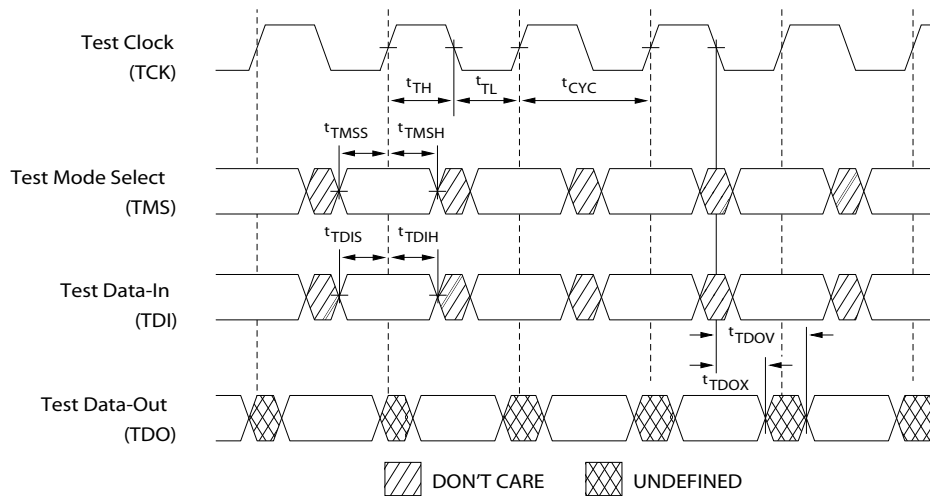 Test Clock
(TCK)
tTH
tTL
tCYC
tTMSS
tTMSH
Test Mode Select
(TMS)
tTDIS
tTDIH
Test Data-In
(TDI)
tTDOV
tTDOX
Test Data-Out
(TDO)
DON'T CARE
UNDEFINED